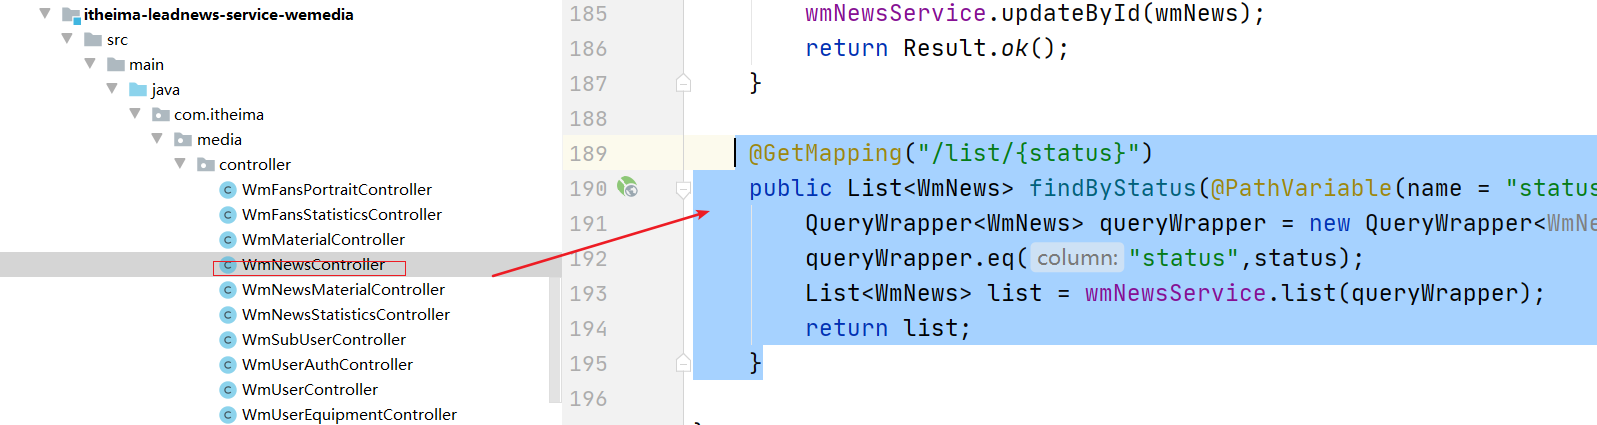 itheima-leadnews-service-wemedia
src
main
java
com.itheima
media
controller
WmFansPortraitController
WmFansStatisticsController
WmMaterialController
WmNewsController
WmNewsMaterialController
WmNewsStatisticsController
WmSubUserController
WmUserAuthController
WmUserController
WmUserEquipmentController
185 wmNewsService.updateById(wmNews);
186 return Result.ok();
187 }
188
189 @GetMapping("/list/{status}")
190 public List<WmNews> findByStatus(@PathVariable(name = "status
191 QueryWrapper<WmNews> queryWrapper = new QueryWrapper<WmNe
192 queryWrapper.eq( column: "status",status);
193 List<WmNews> list = wmNewsService.list(queryWrapper);
194 return list;
195 }
196